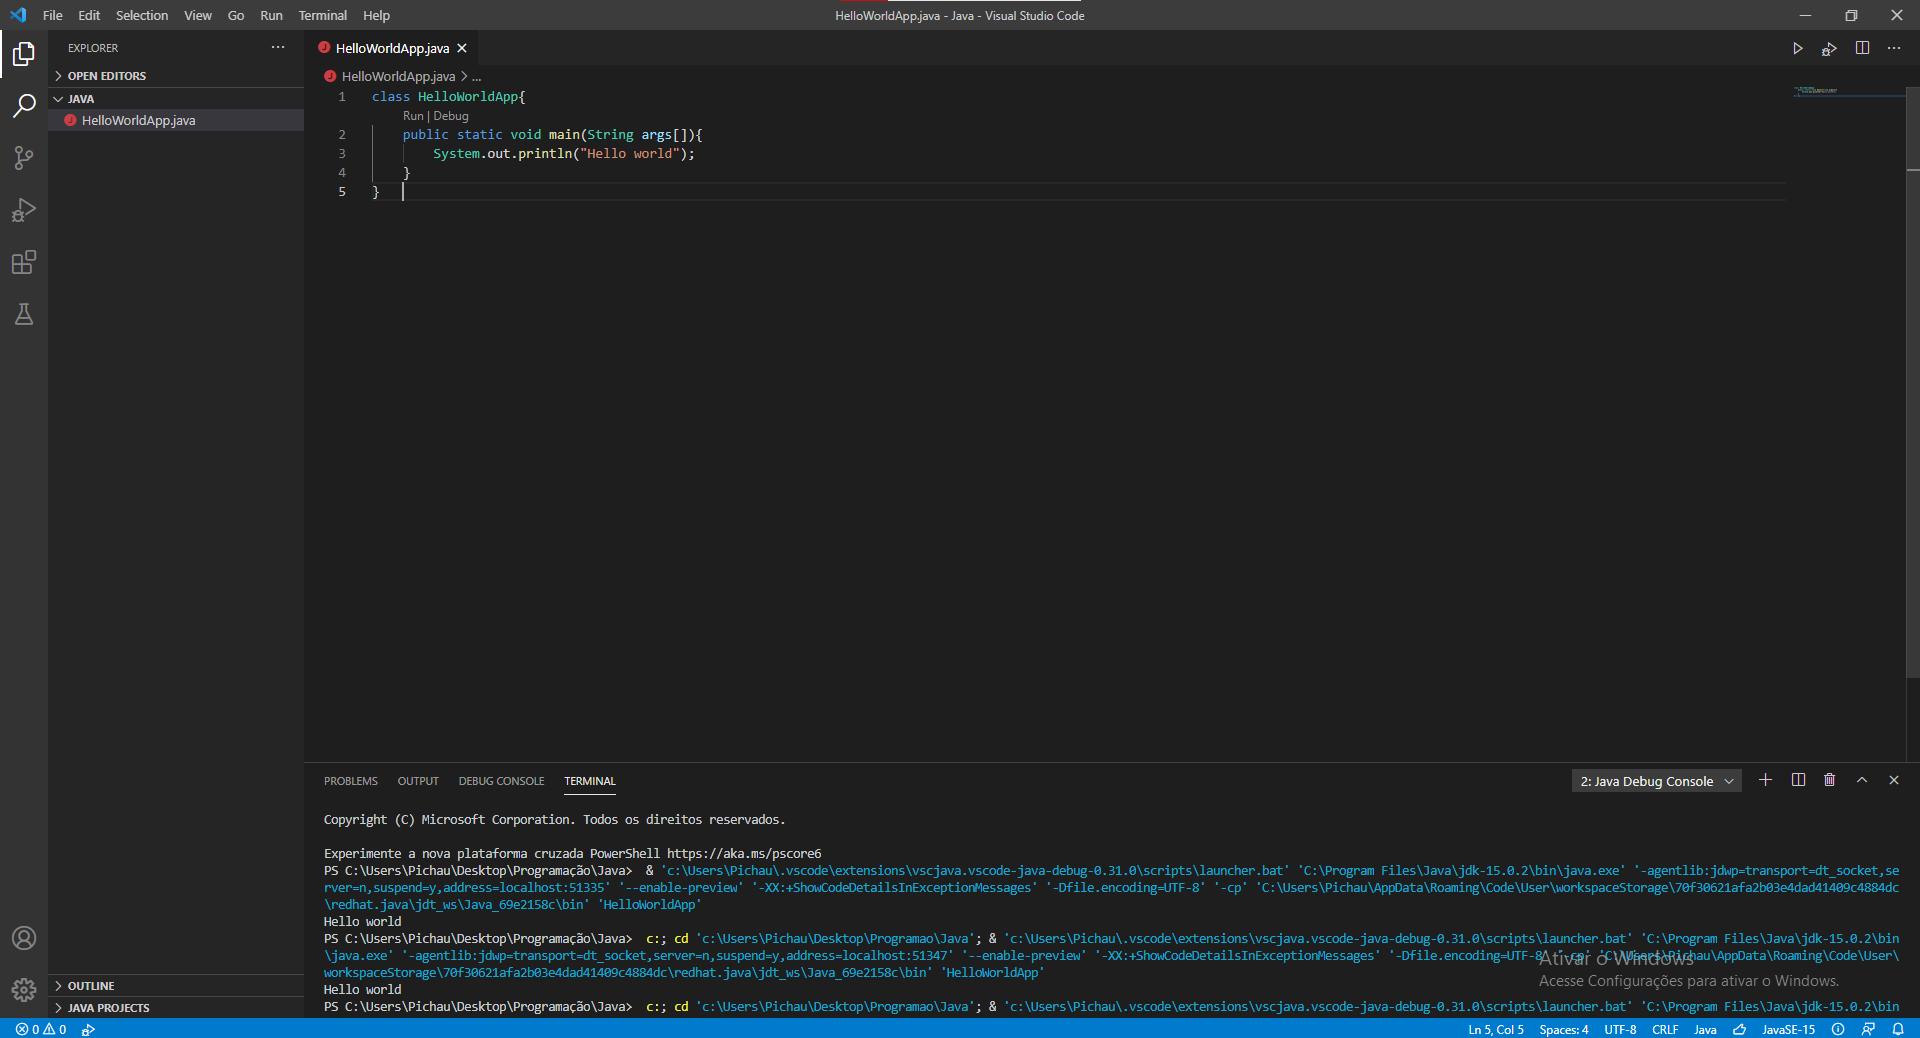 File Edit Selection View Go Run Terminal Help
HelloWorldApp.java - Java - Visual Studio Code
EXPLORER
OPEN EDITORS
JAVA
HelloWorldApp.java
HelloWorldApp.java
HelloWorldApp.java > ...
1 class HelloWorldApp{
Run | Debug
2 public static void main(String args[]){
3 System.out.println("Hello world");
4 }
5 }
PROBLEMS OUTPUT DEBUG CONSOLE TERMINAL
2: Java Debug Console
Copyright (C) Microsoft Corporation. Todos os direitos reservados.
Experimente a nova plataforma cruzada PowerShell https://aka.ms/pscore6
PS C:\Users\Pichau\Desktop\Programação\Java> & 'c:\Users\Pichau\.vscode\extensions\vscjava.vscode-java-debug-0.31.0\scripts\launcher.bat' 'C:\Program Files\Java\jdk-15.0.2\bin\java.exe' '-agentlib:jdwp=transport=dt_socket,se
rver=n,suspend=y,address=localhost:51335' '--enable-preview' '-XX:+ShowCodeDetailsInExceptionMessages' '-Dfile.encoding=UTF-8' '-cp' 'C:\Users\Pichau\AppData\Roaming\Code\User\workspaceStorage\70f30621afa2b03e4dad41409c4884dc
\redhat.java\jdt_ws\Java_69e2158c\bin' 'HelloWorldApp'
Hello world
PS C:\Users\Pichau\Desktop\Programação\Java> c:; cd 'c:\Users\Pichau\Desktop\Programao\Java'; & 'c:\Users\Pichau\.vscode\extensions\vscjava.vscode-java-debug-0.31.0\scripts\launcher.bat' 'C:\Program Files\Java\jdk-15.0.2\bin
\java.exe' '-agentlib:jdwp=transport=dt_socket,server=n,suspend=y,address=localhost:51347' '--enable-preview' '-XX:+ShowCodeDetailsInExceptionMessages' '-Dfile.encoding=UTF-8' '-cp' 'C:\Users\Pichau\AppData\Roaming\Code\User\
workspaceStorage\70f30621afa2b03e4dad41409c4884dc\redhat.java\jdt_ws\Java_69e2158c\bin' 'HelloWorldApp'
Hello world
PS C:\Users\Pichau\Desktop\Programação\Java> c:; cd 'c:\Users\Pichau\Desktop\Programao\Java'; & 'c:\Users\Pichau\.vscode\extensions\vscjava.vscode-java-debug-0.31.0\scripts\launcher.bat' 'C:\Program Files\Java\jdk-15.0.2\bin
Ativar o Windows
Acesse Configurações para ativar o Windows.
OUTLINE
JAVA PROJECTS
0 0
Ln 5, Col 5 Spaces: 4 UTF-8 CRLF Java JavaSE-15